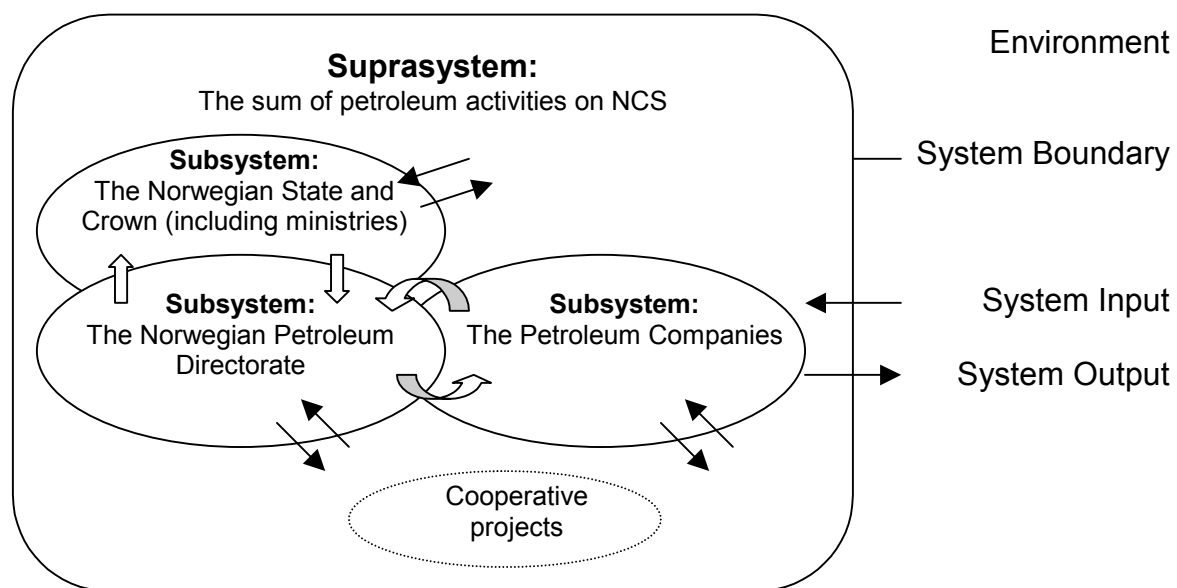 Environment
Suprasystem:
The sum of petroleum activities on NCS
Subsystem:
The Norwegian State and
Crown (including ministries)
System Boundary
Subsystem:
The Norwegian Petroleum
Directorate
Subsystem:
The Petroleum Companies
System Input
System Output
Cooperative
projects